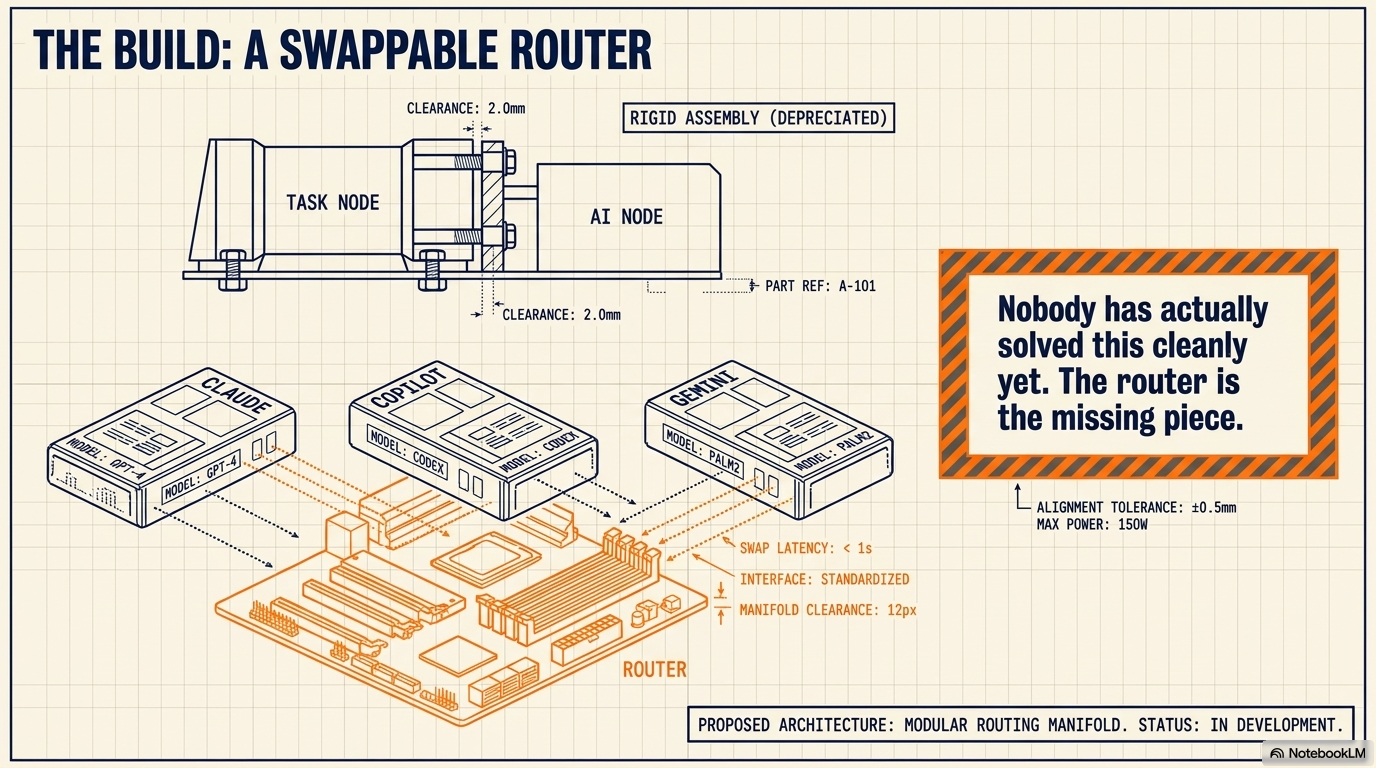 THE BUILD: A SWAPPABLE ROUTER
CLEARANCE: 2.0mm
RIGID ASSEMBLY (DEPRECIATED)
TASK NODE
AI NODE
PART REF: A-101
CLEARANCE: 2.0mm
Nobody has actually
solved this cleanly
yet. The router is
the missing piece.
ALIGNMENT TOLERANCE: ±0.5mm
MAX POWER: 150W
CLAUDE
MODEL: GPT-4
MODEL: GPT-4
COPILOT
MODEL: CODEX
MODEL: CODEX
GEMINI
MODEL: PALM2
MODEL: PALM2
SWAP LATENCY: < 1s
INTERFACE: STANDARDIZED
MANIFOLD CLEARANCE: 12px
ROUTER
PROPOSED ARCHITECTURE: MODULAR ROUTING MANIFOLD. STATUS: IN DEVELOPMENT.
NotebookLM